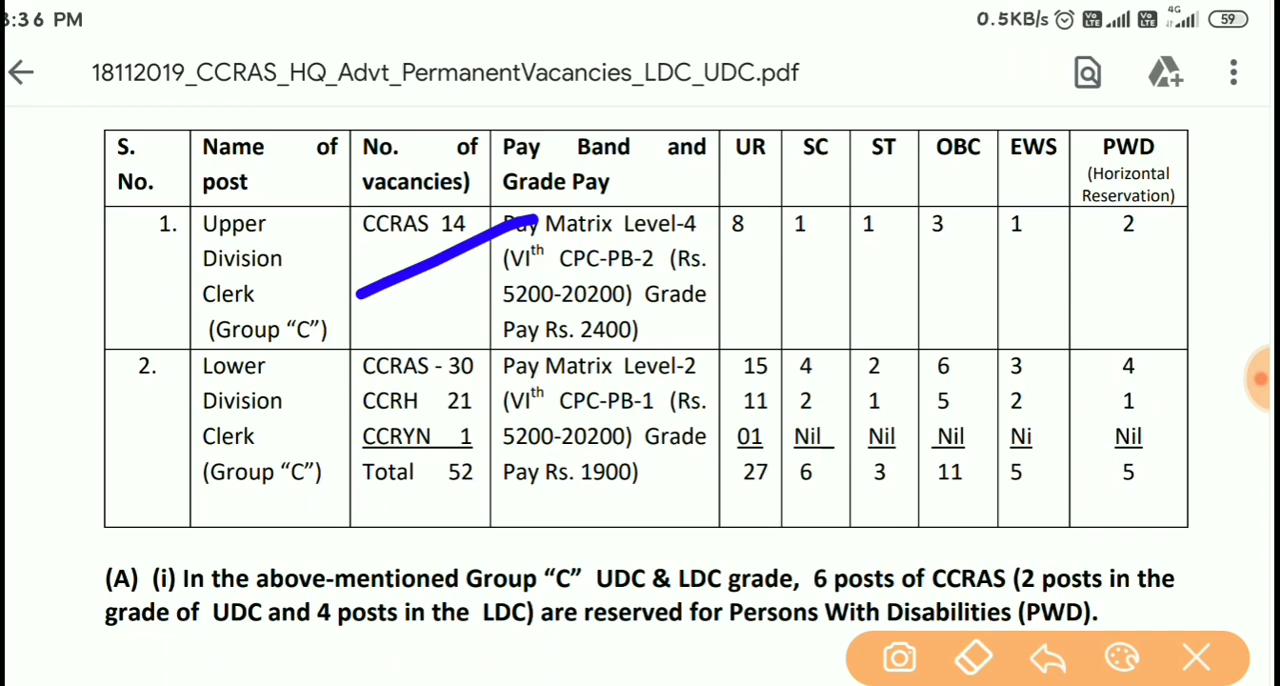 3:36 PM 0.5KB/s Vo LTE Vo LTE 4G 59
18112019_CCRAS_HQ_Advt_PermanentVacancies_LDC_UDC.pdf
S. No. Name of post No. of vacancies) Pay Band and Grade Pay UR SC ST OBC EWS PWD (Horizontal Reservation)
1. Upper CCRAS 14 Pay Matrix Level-4 8 1 1 3 1 2
Division (VIth CPC-PB-2 (Rs.
Clerk 5200-20200) Grade
(Group “C”) Pay Rs. 2400)
2. Lower CCRAS - 30 Pay Matrix Level-2 15 4 2 6 3 4
Division CCRH 21 (VIth CPC-PB-1 (Rs. 11 2 1 5 2 1
Clerk CCRYN 1 5200-20200) Grade 01 Nil Nil Nil Ni Nil
(Group “C”) Total 52 Pay Rs. 1900) 27 6 3 11 5 5
(A) (i) In the above-mentioned Group “C” UDC & LDC grade, 6 posts of CCRAS (2 posts in the
grade of UDC and 4 posts in the LDC) are reserved for Persons With Disabilities (PWD).